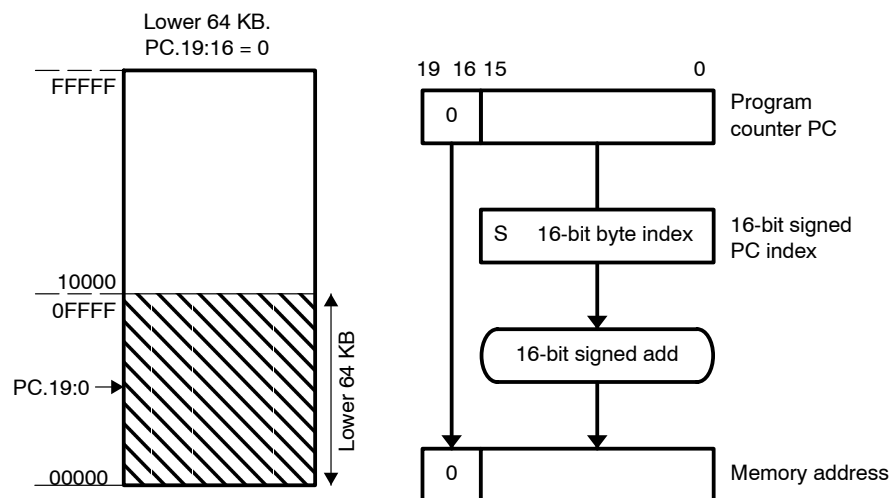 Lower 64 KB.
PC.19:16 = 0
FFFFF
10000
0FFFF
PC.19:0
Lower 64 KB
00000
19 16 15 0
0
Program
counter PC
S 16-bit byte index
16-bit signed
PC index
16-bit signed add
0
Memory address